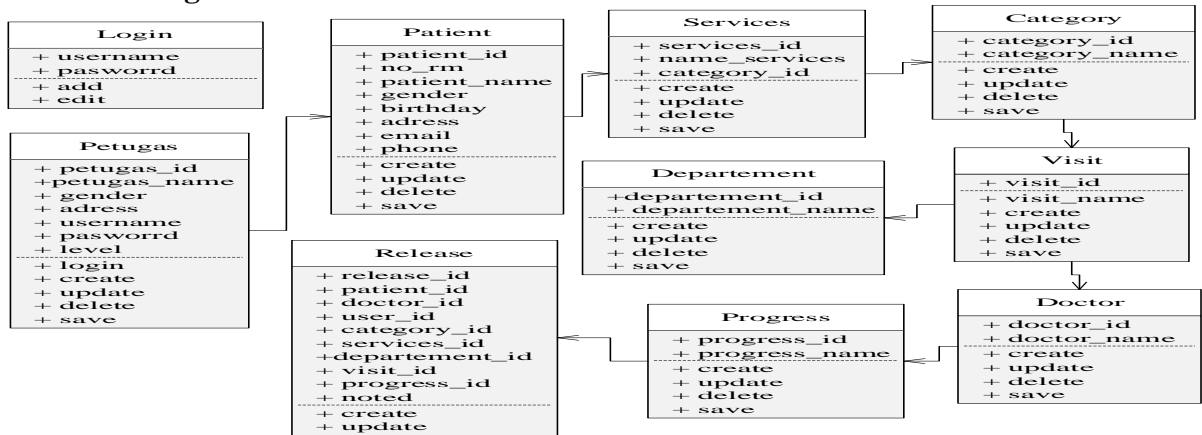 Login
+ username
+ pasworrd
+ add
+ edit
Petugas
+ petugas_id
+petugas_name
+ gender
+ adress
+ username
+ pasworrd
+ level
+ login
+ create
+ update
+ delete
+ save
Patient
+ patient_id
+ no_rm
+ patient_name
+ gender
+ birthday
+ adress
+ email
+ phone
+ create
+ update
+ delete
+ save
Services
+ services_id
+ name_services
+ category_id
+ create
+ update
+ delete
+ save
Category
+ category_id
+ category_name
+ create
+ update
+ delete
+ save
Visit
+ visit_id
+ visit_name
+ create
+ update
+ delete
+ save
Departement
+departement_id
+ departement_name
+ create
+ update
+ delete
+ save
Doctor
+ doctor_id
+ doctor_name
+ create
+ update
+ delete
+ save
Progress
+ progress_id
+ progress_name
+ create
+ update
+ delete
+ save
Release
+ release_id
+ patient_id
+ doctor_id
+ user_id
+ category_id
+ services_id
+departement_id
+ visit_id
+ progress_id
+ noted
+ create
+ update